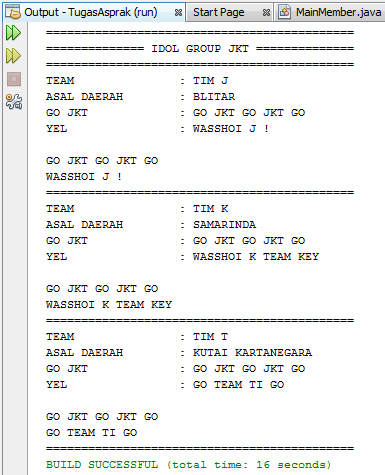 Output - TugasAsprak (run) Start Page MainMember.java
============================================
============== IDOL GROUP JKT ==============
============================================
TEAM : TIM J
ASAL DAERAH : BLITAR
GO JKT : GO JKT GO JKT GO
YEL : WASSHOI J !
GO JKT GO JKT GO
WASSHOI J !
============================================
TEAM : TIM K
ASAL DAERAH : SAMARINDA
GO JKT : GO JKT GO JKT GO
YEL : WASSHOI K TEAM KEY
GO JKT GO JKT GO
WASSHOI K TEAM KEY
============================================
TEAM : TIM T
ASAL DAERAH : KUTAI KARTANEGARA
GO JKT : GO JKT GO JKT GO
YEL : GO TEAM TI GO
GO JKT GO JKT GO
GO TEAM TI GO
============================================
BUILD SUCCESSFUL (total time: 16 seconds)